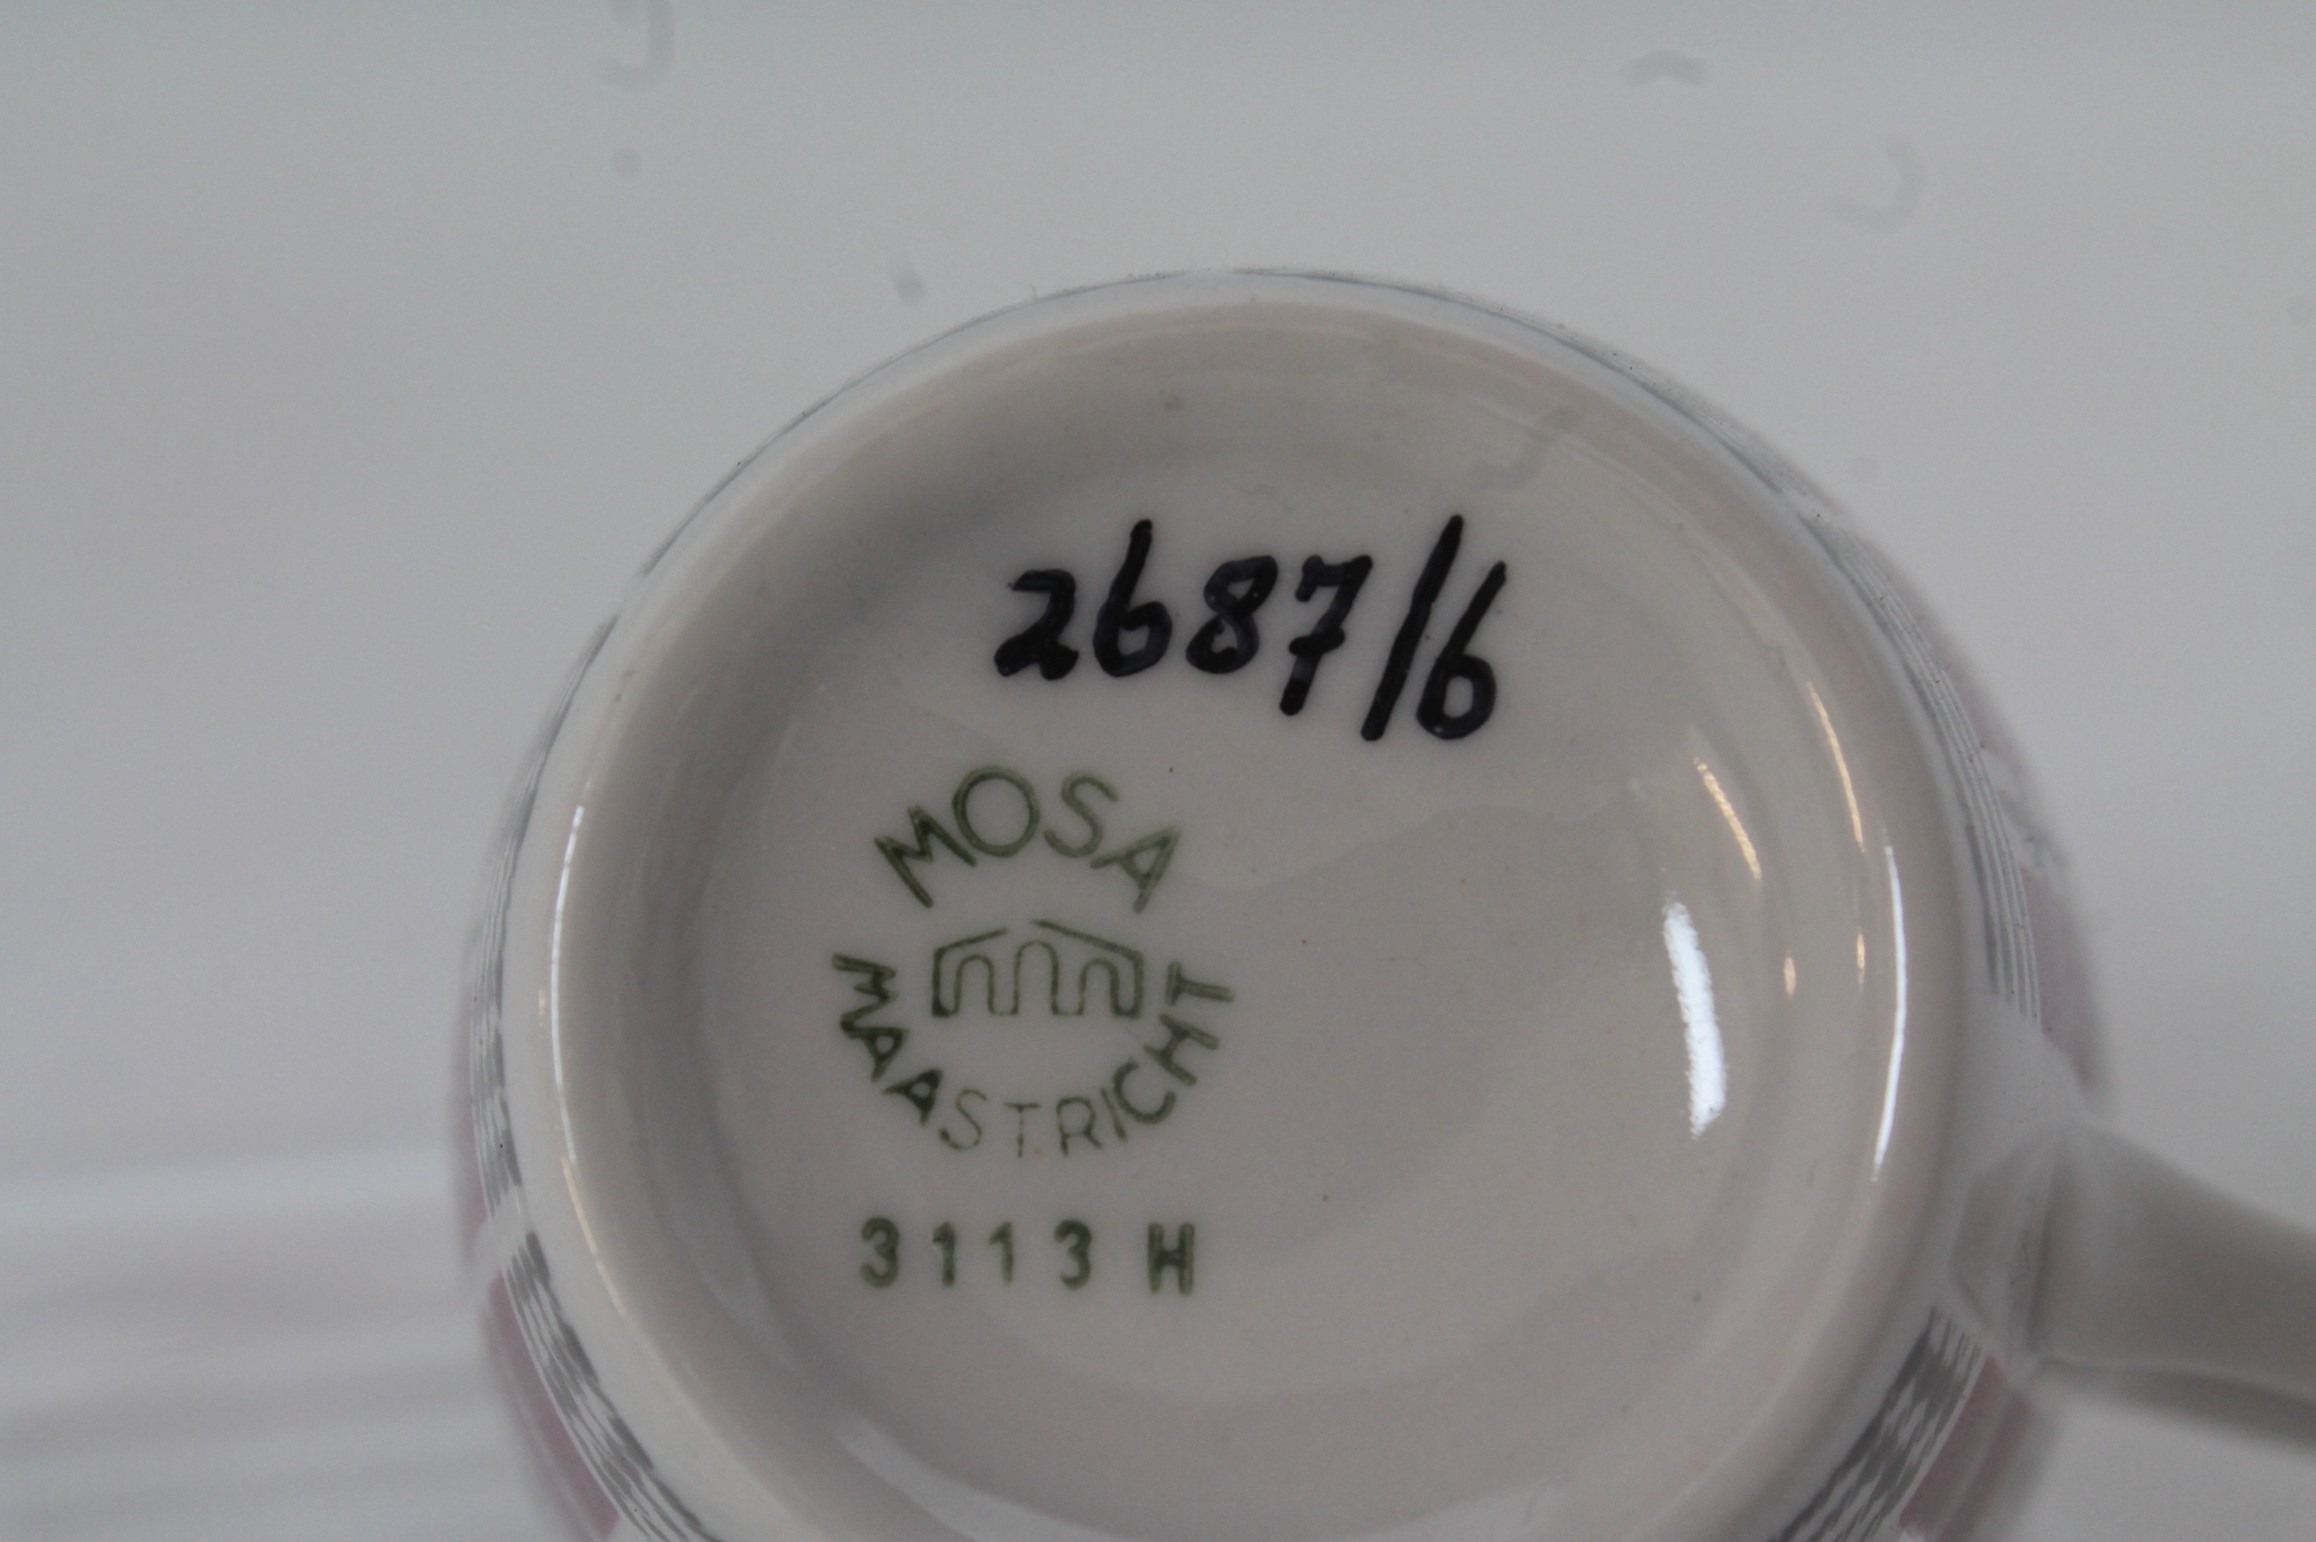 2687/6
MOSA
MAASTRICHT
3113 H